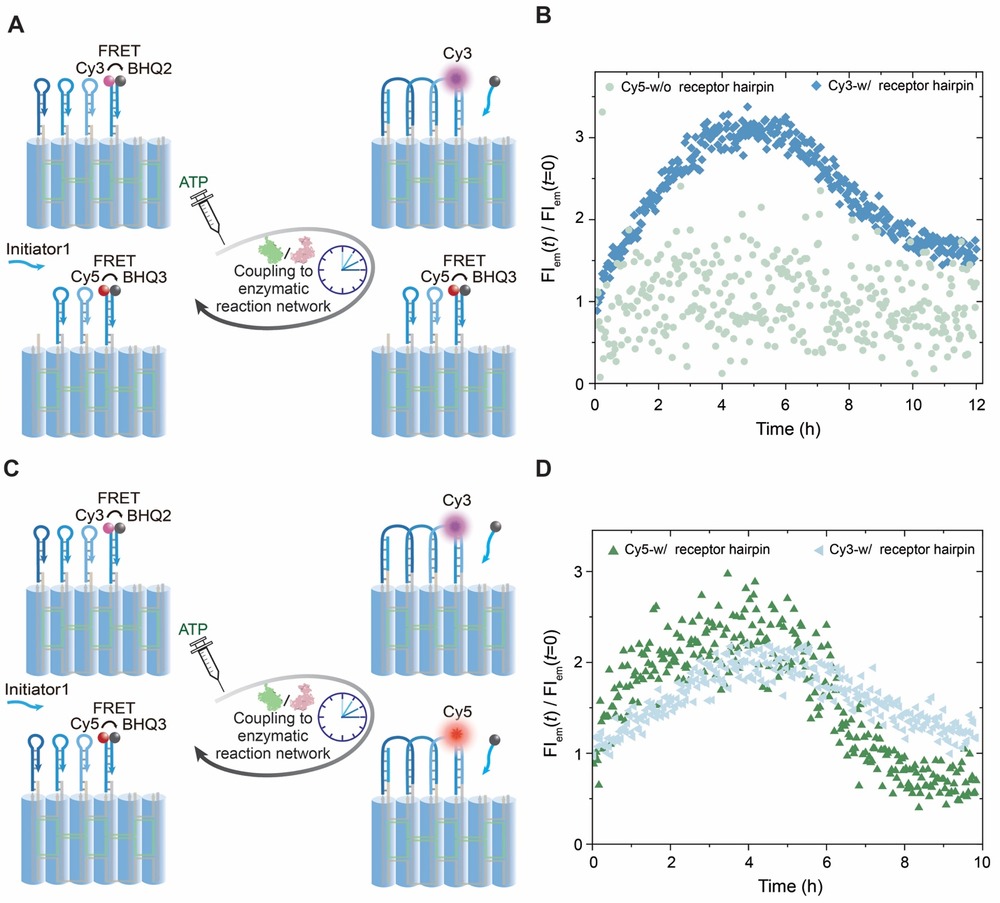 A
FRET
Cy3 BHQ2
Cy3
ATP
Initiator1
FRET
Cy5 BHQ3
Coupling to
enzymatic
reaction network
FRET
Cy5 BHQ3
B
Cy5-w/o receptor hairpin
Cy3-w/ receptor hairpin
FIem(t) / FIem(t=0)
3
2
1
0
0 2 4 6 8 10 12
Time (h)
C
FRET
Cy3 BHQ2
Cy3
ATP
Initiator1
FRET
Cy5 BHQ3
Coupling to
enzymatic
reaction network
Cy5
D
Cy5-w/ receptor hairpin
Cy3-w/ receptor hairpin
FIem(t) / FIem(t=0)
3
2
1
0
0 2 4 6 8 10
Time (h)